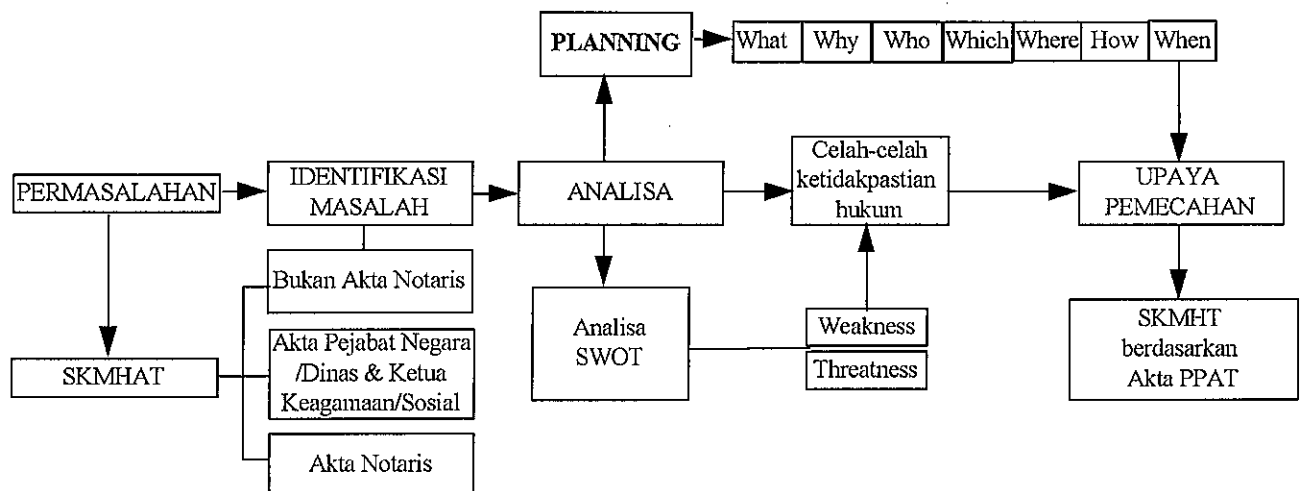 PLANNING
What Why Who Which Where How When
PERMASALAHAN
IDENTIFIKASI
MASALAH
ANALISA
Celah-celah
ketidakpastian
hukum
UPAYA
PEMECAHAN
Bukan Akta Notaris
SKMHAT
Akta Pejabat Negara
/Dinas & Ketua
Keagamaan/Sosial
Akta Notaris
Analisa
SWOT
Weakness
Threatness
SKMHT
berdasarkan
Akta PPAT